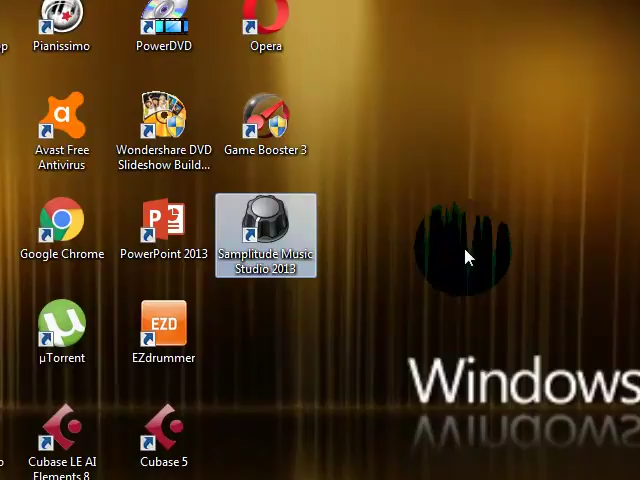 Pianissimo
PowerDVD
Opera
Avast Free
Antivirus
Wondershare DVD
Slideshow Build...
Game Booster 3
Google Chrome
PowerPoint 2013
Samplitude Music
Studio 2013
µTorrent
EZD
EZdrummer
Windows
Cubase LE AI
Elements 8
Cubase 5